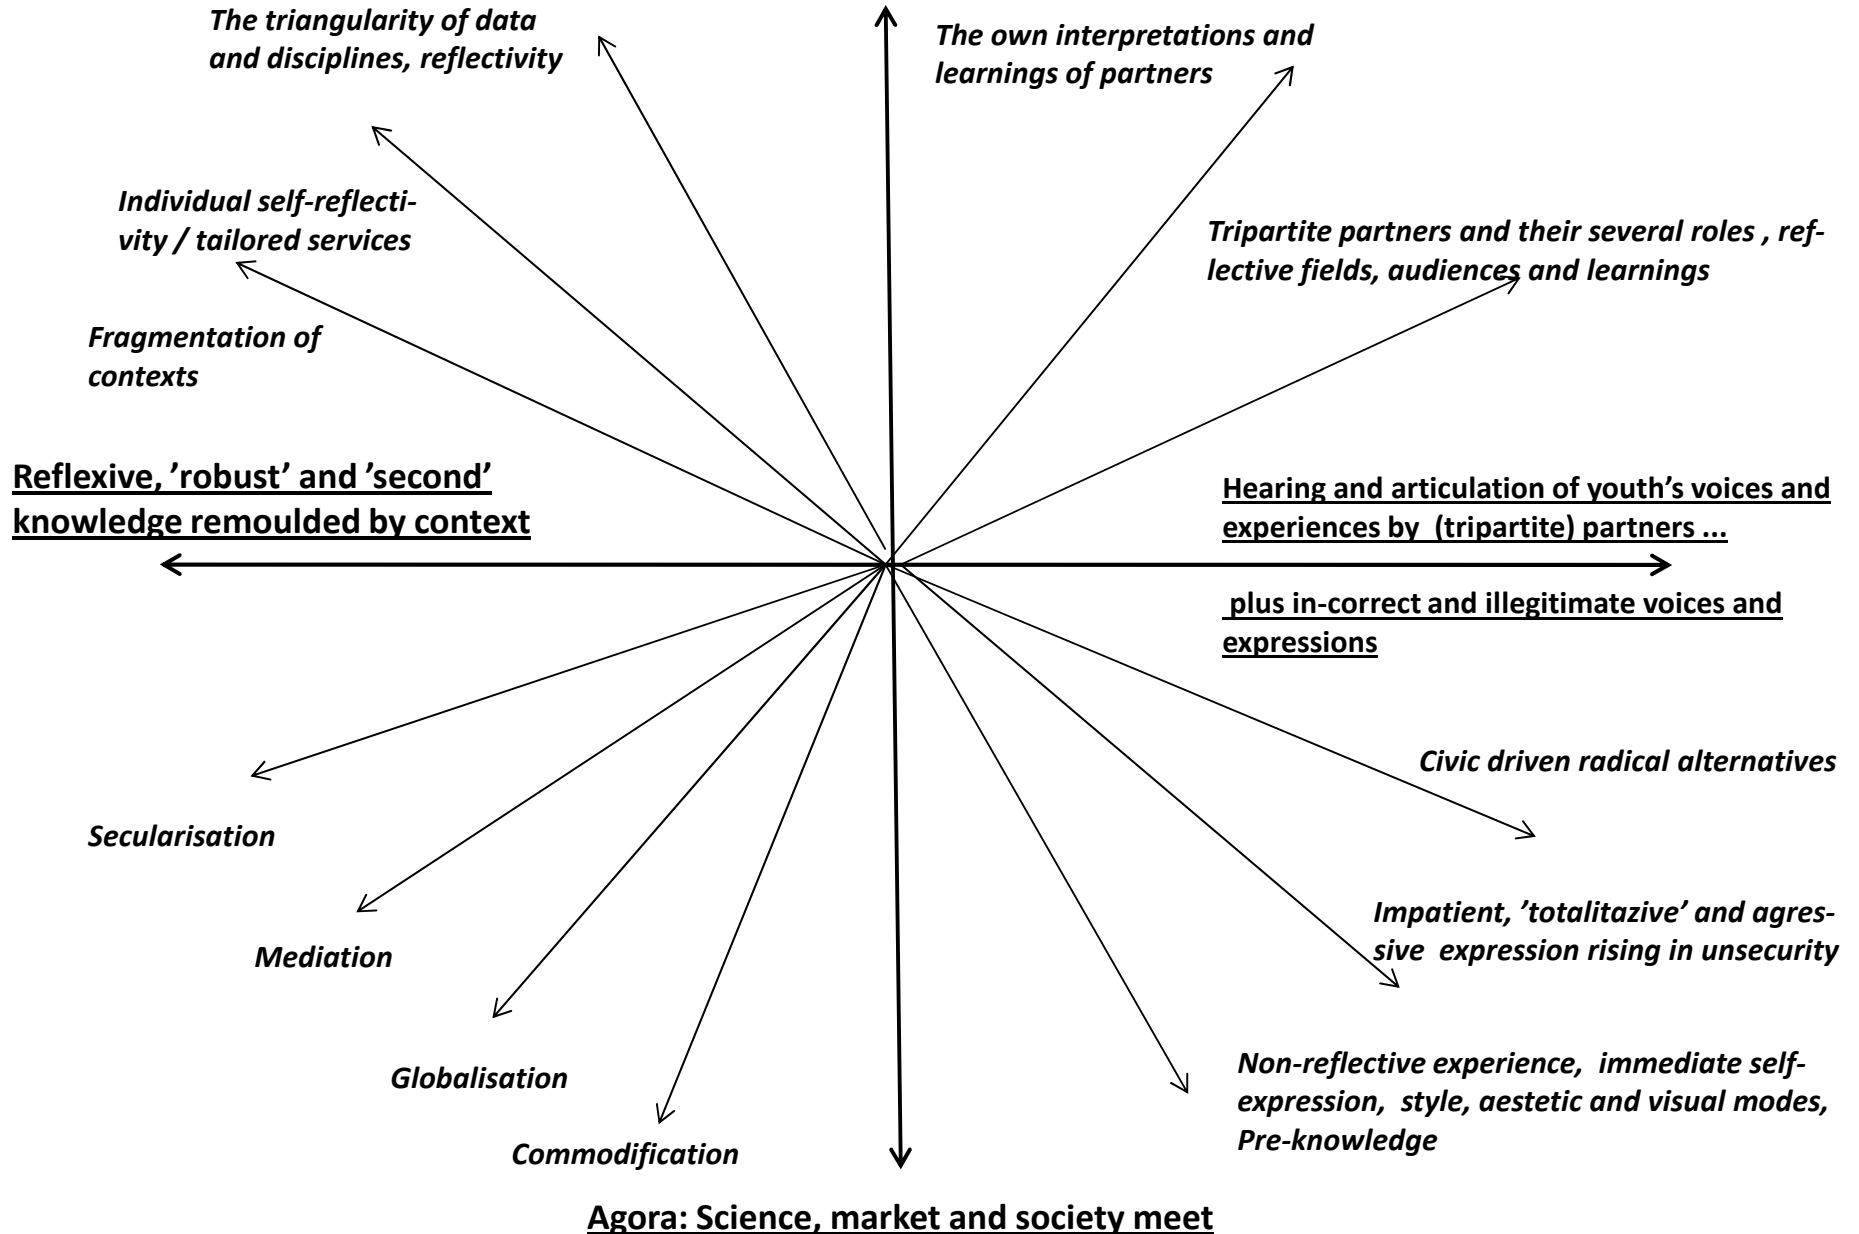 The triangularity of data
and disciplines, reflectivity
The own interpretations and
learnings of partners
Individual self-reflecti-
vity / tailored services
Tripartite partners and their several roles , ref-
lective fields, audiences and learnings
Fragmentation of
contexts
Reflexive, ’robust’ and ’second’
knowledge remoulded by context
Hearing and articulation of youth’s voices and
experiences by (tripartite) partners ...
plus in-correct and illegitimate voices and
expressions
Civic driven radical alternatives
Secularisation
Impatient, ’totalitazive’ and agres-
sive expression rising in unsecurity
Mediation
Globalisation
Non-reflective experience, immediate self-
expression, style, aestetic and visual modes,
Pre-knowledge
Commodification
Agora: Science, market and society meet